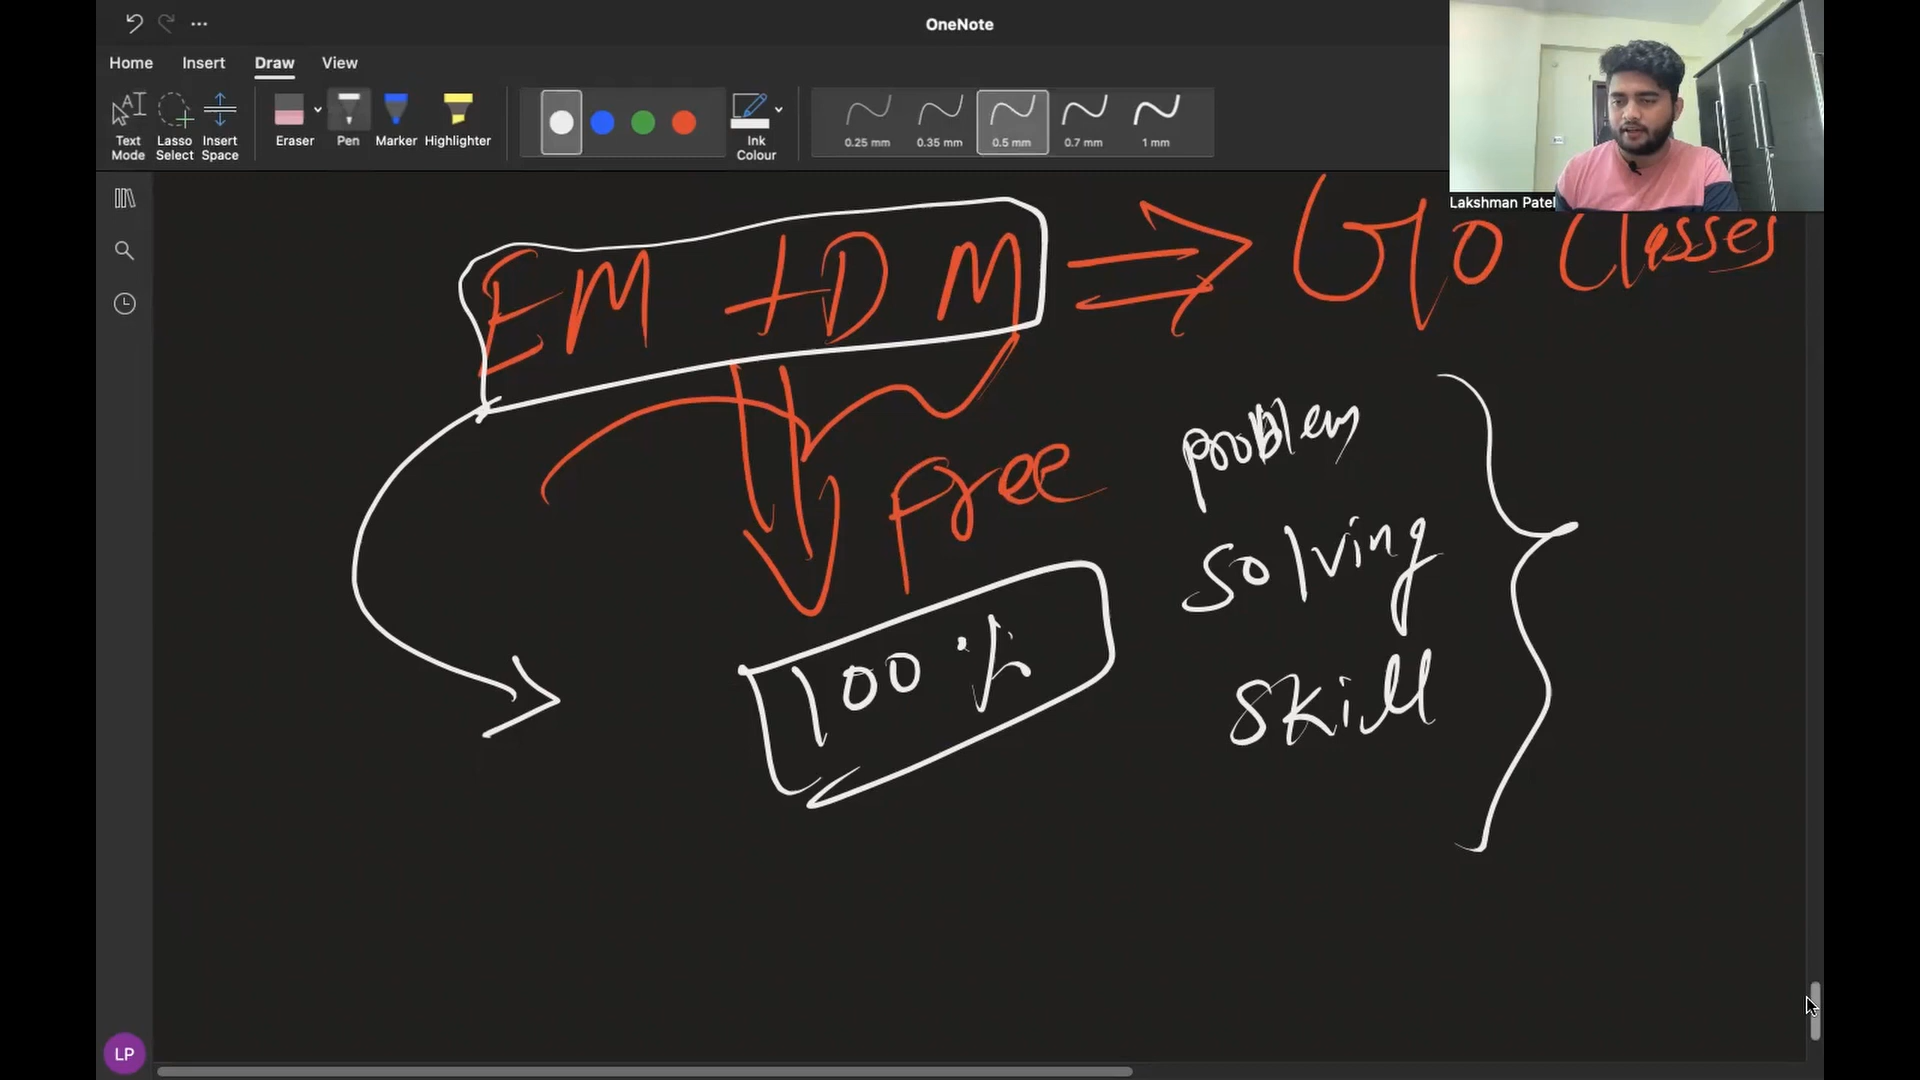 OneNote
Home Insert Draw View
Text Mode
Lasso Select
Insert Space
Eraser
Pen
Marker
Highlighter
Ink Colour
0.25 mm
0.35 mm
0.5 mm
0.7 mm
1 mm
Lakshman Patel
EM + DM ⇒ GO Classes
free
100 %
problem
solving
skill
LP